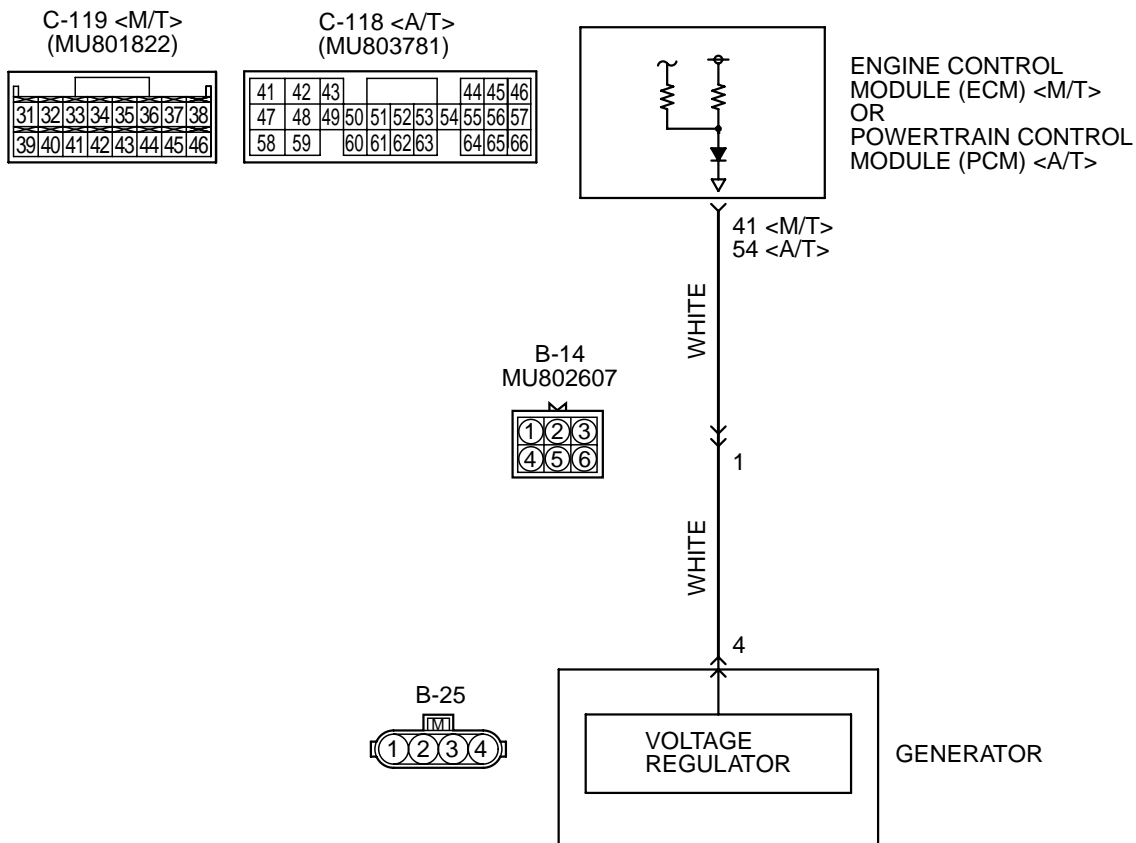 C-119 <M/T>
(MU801822)
31 32 33 34 35 36 37 38
39 40 41 42 43 44 45 46
C-118 <A/T>
(MU803781)
41 42 43 44 45 46
47 48 49 50 51 52 53 54 55 56 57
58 59 60 61 62 63 64 65 66
ENGINE CONTROL
MODULE (ECM) <M/T>
OR
POWERTRAIN CONTROL
MODULE (PCM) <A/T>
41 <M/T>
54 <A/T>
WHITE
B-14
MU802607
1 2 3
4 5 6
1
WHITE
4
B-25
M
1 2 3 4
VOLTAGE
REGULATOR
GENERATOR